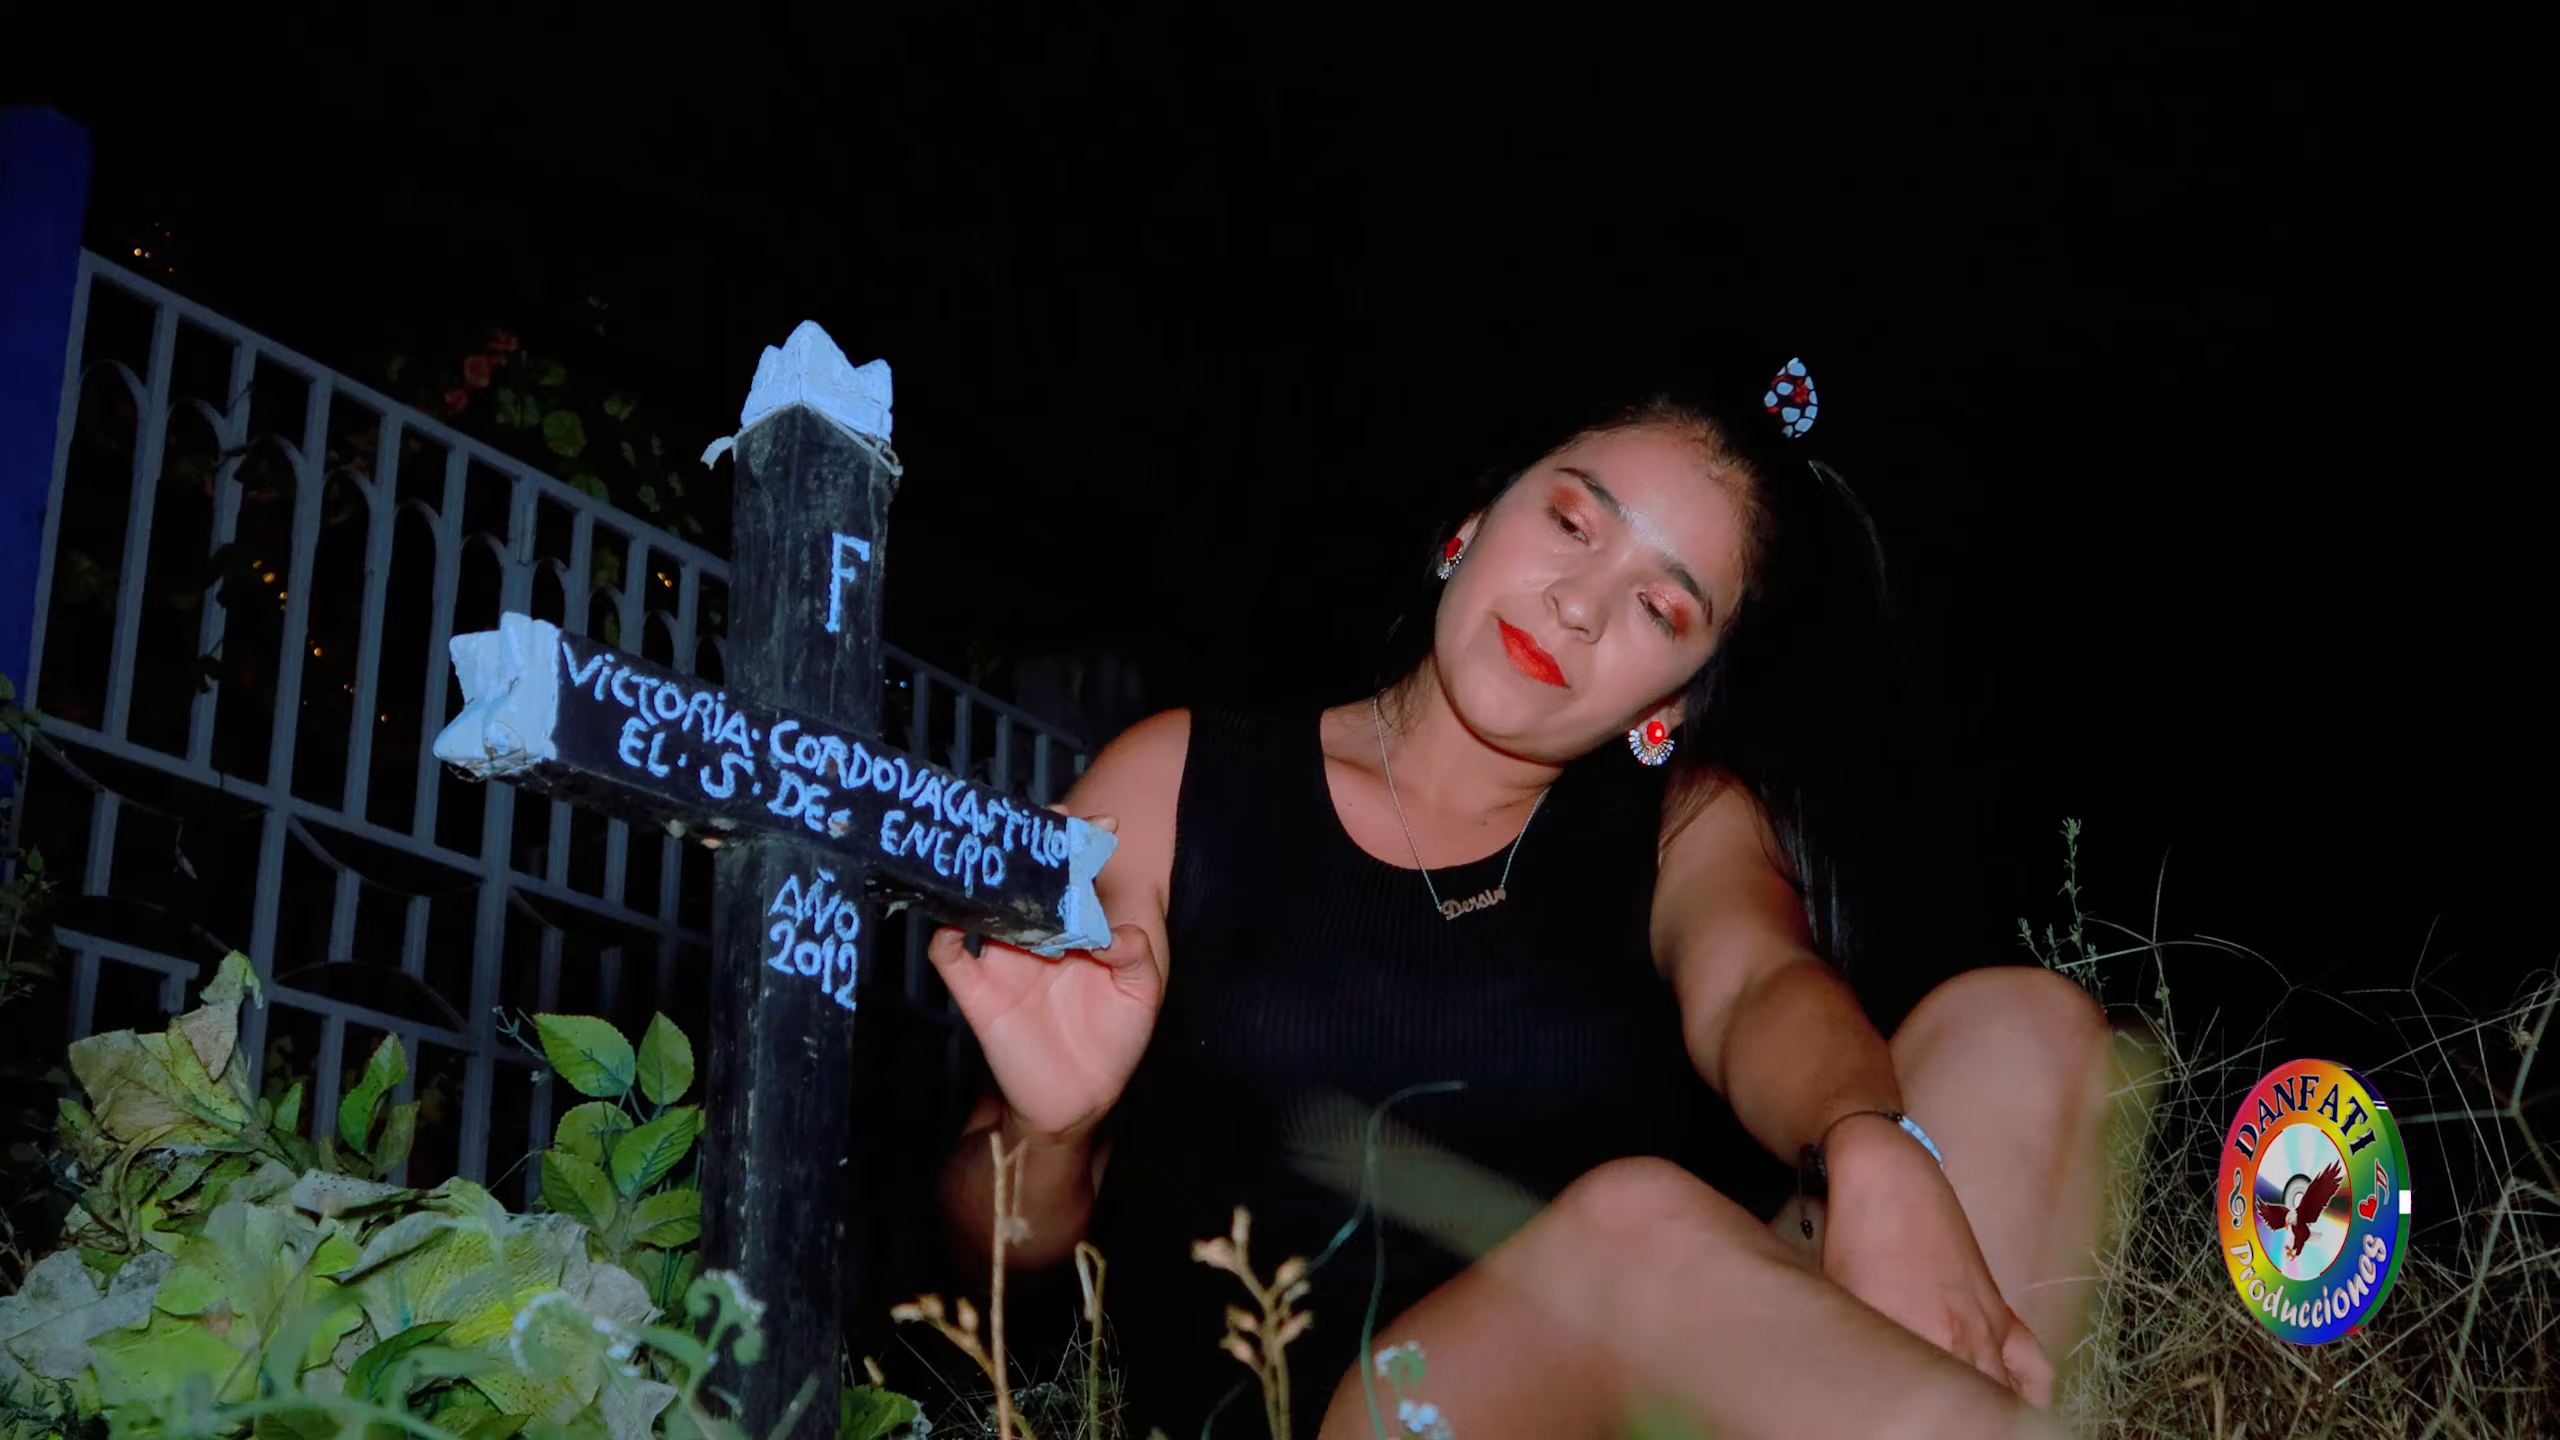 F
VICTORIA. CORDOVA CASTILLO
EL. S. DE ENERO
AÑO
2012
DANFATI
Producciones